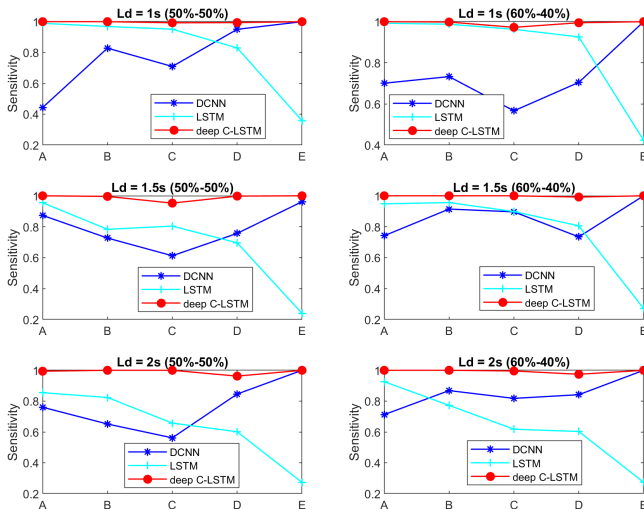 Ld = 1s (50%-50%)
1
0.8
0.6
0.4
0.2
Sensitivity
DCNN
LSTM
deep C-LSTM
A B C D E
Ld = 1s (60%-40%)
1
0.8
0.6
0.4
Sensitivity
DCNN
LSTM
deep C-LSTM
A B C D E
Ld = 1.5s (50%-50%)
1
0.8
0.6
0.4
0.2
Sensitivity
DCNN
LSTM
deep C-LSTM
A B C D E
Ld = 1.5s (60%-40%)
1
0.8
0.6
0.4
0.2
Sensitivity
DCNN
LSTM
deep C-LSTM
A B C D E
Ld = 2s (50%-50%)
1
0.8
0.6
0.4
0.2
Sensitivity
DCNN
LSTM
deep C-LSTM
A B C D E
Ld = 2s (60%-40%)
1
0.8
0.6
0.4
0.2
Sensitivity
DCNN
LSTM
deep C-LSTM
A B C D E